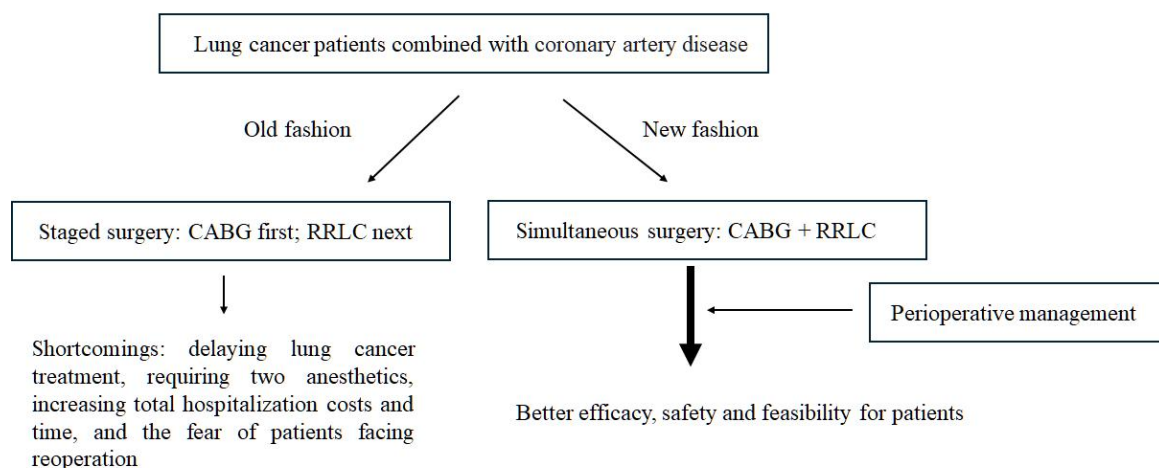 Lung cancer patients combined with coronary artery disease
Old fashion
New fashion
Staged surgery: CABG first; RRLC next
Simultaneous surgery: CABG + RRLC
Perioperative management
Shortcomings: delaying lung cancer
treatment, requiring two anesthetics,
increasing total hospitalization costs and
time, and the fear of patients facing
reoperation
Better efficacy, safety and feasibility for patients